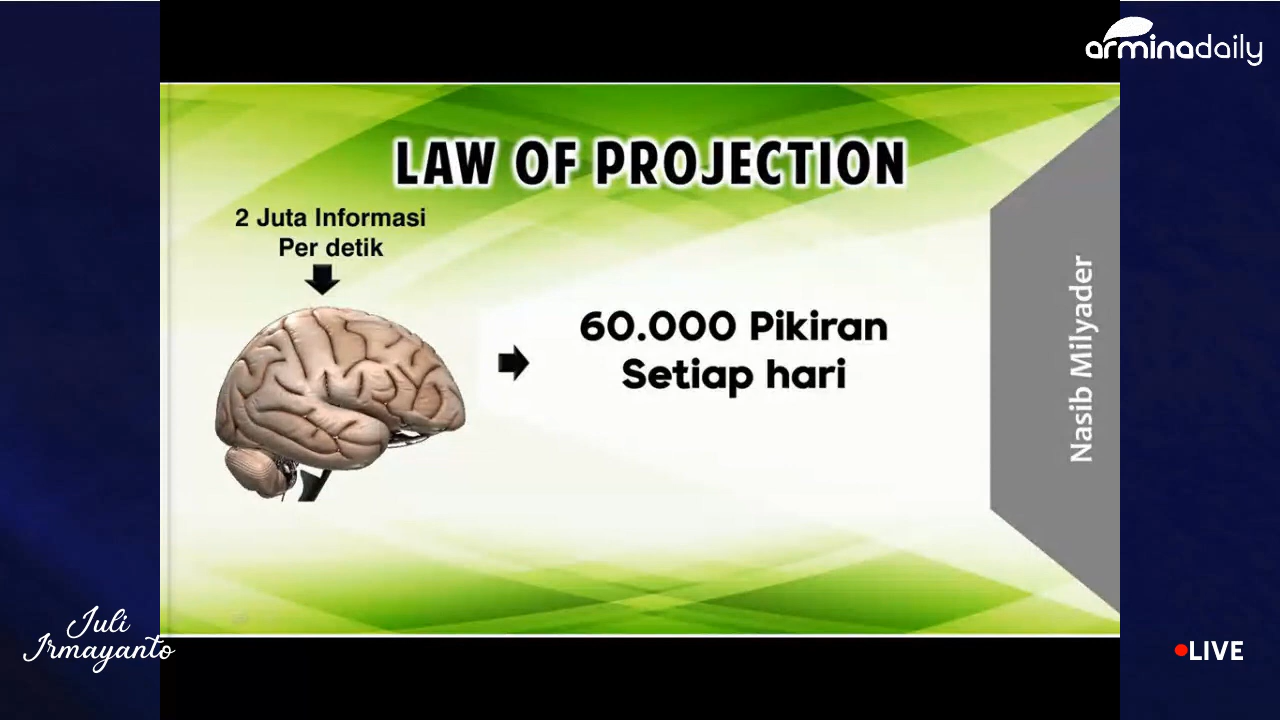 arminadaily
LAW OF PROJECTION
2 Juta Informasi
Per detik
60.000 Pikiran
Setiap hari
Nasib Milyader
Juli
Irmayanto
LIVE